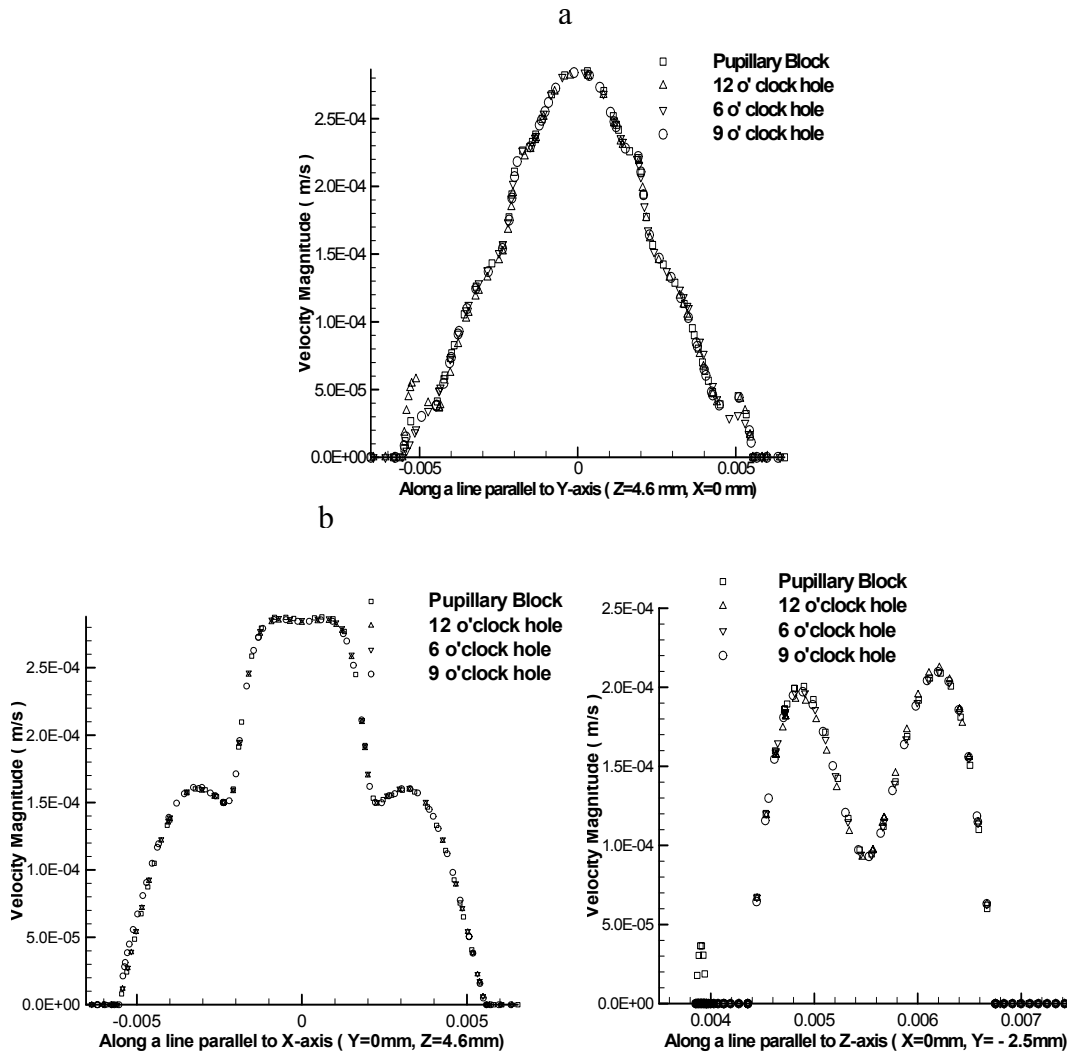 a
Pupillary Block
12 o' clock hole
6 o' clock hole
9 o' clock hole
2.5E-04
2.0E-04
1.5E-04
1.0E-04
5.0E-05
0.0E+00
Velocity Magnitude ( m/s )
-0.005 0 0.005
Along a line parallel to Y-axis ( Z=4.6 mm, X=0 mm)
b
Pupillary Block
12 o'clock hole
6 o'clock hole
9 o'clock hole
2.5E-04
2.0E-04
1.5E-04
1.0E-04
5.0E-05
0.0E+00
Velocity Magnitude ( m/s )
-0.005 0 0.005
Along a line parallel to X-axis ( Y=0mm, Z=4.6mm)
Pupillary Block
12 o'clock hole
6 o'clock hole
9 o'clock hole
2.5E-04
2.0E-04
1.5E-04
1.0E-04
5.0E-05
0.0E+00
Velocity Magnitude ( m/s )
0.004 0.005 0.006 0.007
Along a line parallel to Z-axis ( X=0mm, Y= - 2.5mm)